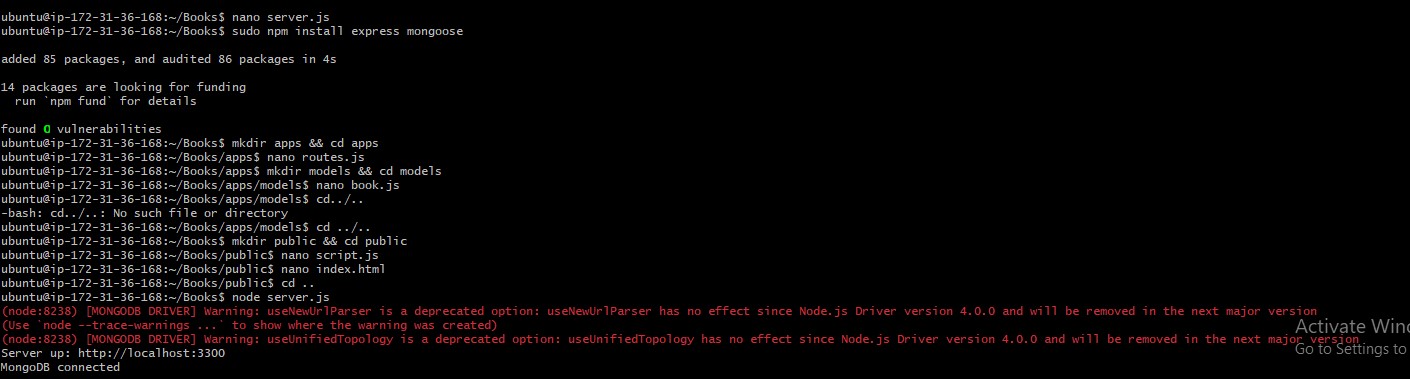 ubuntu@ip-172-31-36-168:~/Books$ nano server.js
ubuntu@ip-172-31-36-168:~/Books$ sudo npm install express mongoose
added 85 packages, and audited 86 packages in 4s
14 packages are looking for funding
  run `npm fund` for details
found 0 vulnerabilities
ubuntu@ip-172-31-36-168:~/Books$ mkdir apps && cd apps
ubuntu@ip-172-31-36-168:~/Books/apps$ nano routes.js
ubuntu@ip-172-31-36-168:~/Books/apps$ mkdir models && cd models
ubuntu@ip-172-31-36-168:~/Books/apps/models$ nano book.js
ubuntu@ip-172-31-36-168:~/Books/apps/models$ cd../..
-bash: cd../..: No such file or directory
ubuntu@ip-172-31-36-168:~/Books/apps/models$ cd ../..
ubuntu@ip-172-31-36-168:~/Books$ mkdir public && cd public
ubuntu@ip-172-31-36-168:~/Books/public$ nano script.js
ubuntu@ip-172-31-36-168:~/Books/public$ nano index.html
ubuntu@ip-172-31-36-168:~/Books/public$ cd ..
ubuntu@ip-172-31-36-168:~/Books$ node server.js
(node:8238) [MONGODB DRIVER] Warning: useNewUrlParser is a deprecated option: useNewUrlParser has no effect since Node.js Driver version 4.0.0 and will be removed in the next major version
(Use `node --trace-warnings ...` to show where the warning was created)
(node:8238) [MONGODB DRIVER] Warning: useUnifiedTopology is a deprecated option: useUnifiedTopology has no effect since Node.js Driver version 4.0.0 and will be removed in the next major version
Server up: http://localhost:3300
MongoDB connected
Activate Wind
Go to Settings to